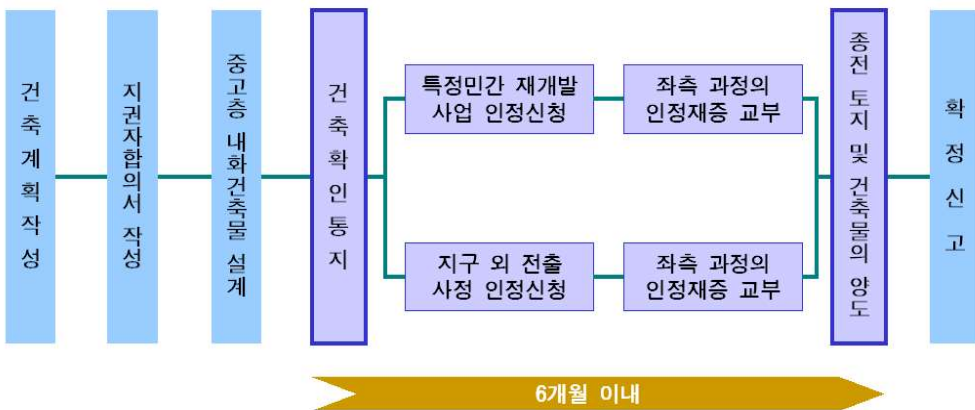 건축계획작성
지권자합의서 작성
중고층 내화건축물 설계
건축확인통지
특정민간 재개발
사업 인정신청
좌측 과정의
인정재증 교부
지구 외 전출
사정 인정신청
좌측 과정의
인정재증 교부
종전 토지 및 건축물의 양도
확정신고
6개월 이내